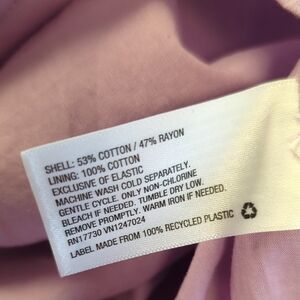 SHELL: 53% COTTON / 47% RAYON
LINING: 100% COTTON
EXCLUSIVE OF ELASTIC
MACHINE WASH COLD SEPARATELY.
GENTLE CYCLE. ONLY NON-CHLORINE
BLEACH IF NEEDED. TUMBLE DRY LOW.
REMOVE PROMPTLY. WARM IRON IF NEEDED.
RN17730 VN1247024
LABEL MADE FROM 100% RECYCLED PLASTIC